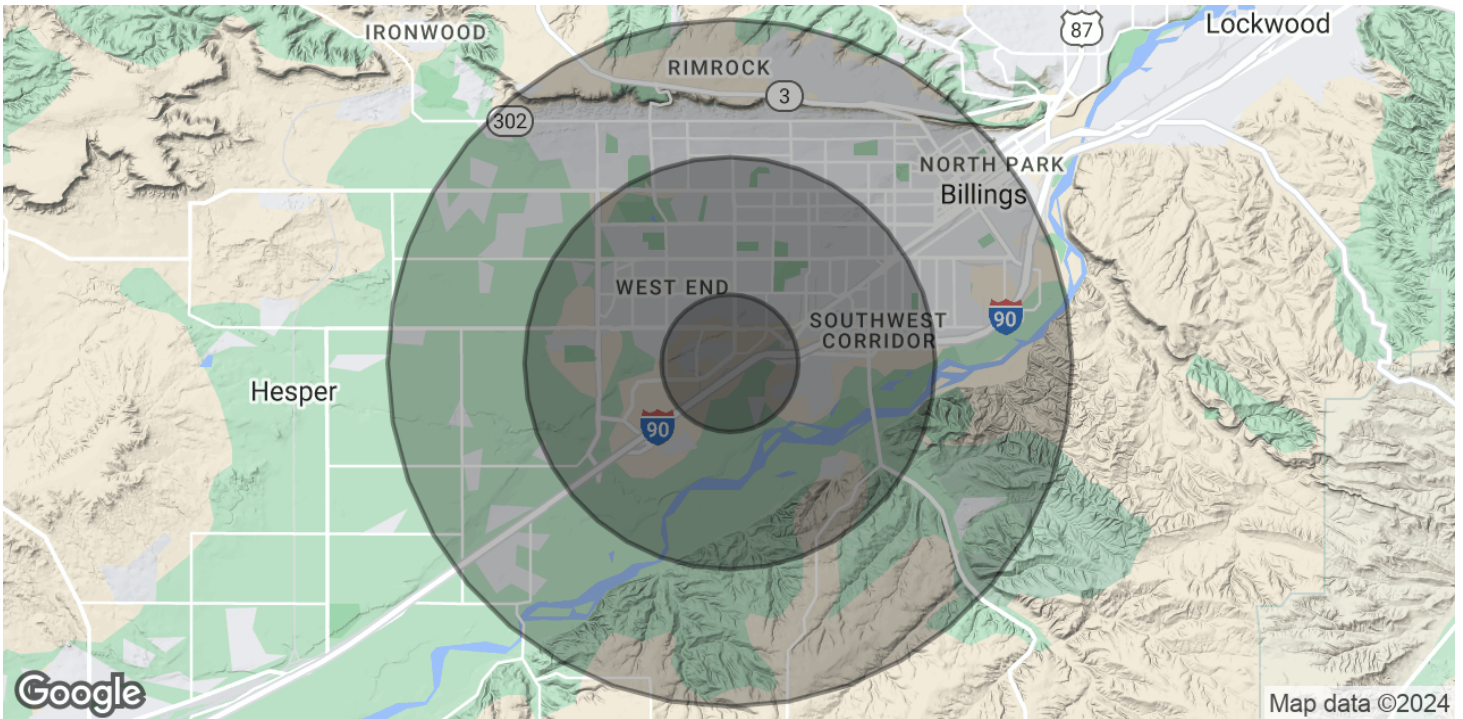 IRONWOOD
87
Lockwood
RIMROCK
3
302
NORTH PARK
Billings
WEST END
SOUTHWEST
CORRIDOR
90
Hesper
90
Google
Map data ©2024